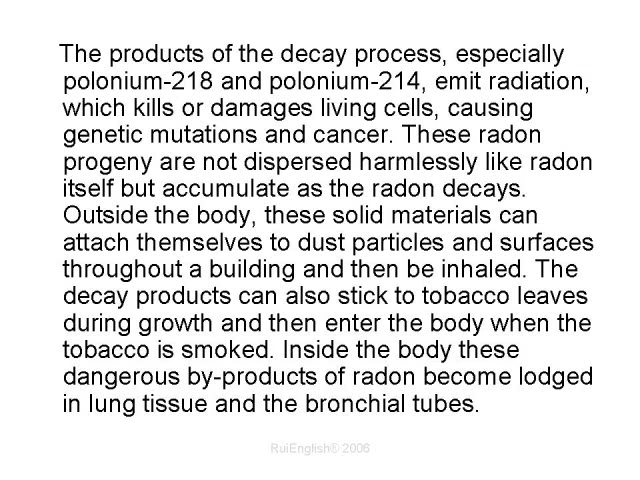 The products of the decay process, especially
polonium-218 and polonium-214, emit radiation,
which kills or damages living cells, causing
genetic mutations and cancer. These radon
progeny are not dispersed harmlessly like radon
itself but accumulate as the radon decays.
Outside the body, these solid materials can
attach themselves to dust particles and surfaces
throughout a building and then be inhaled. The
decay products can also stick to tobacco leaves
during growth and then enter the body when the
tobacco is smoked. Inside the body these
dangerous by-products of radon become lodged
in lung tissue and the bronchial tubes.
RuiEnglish® 2006